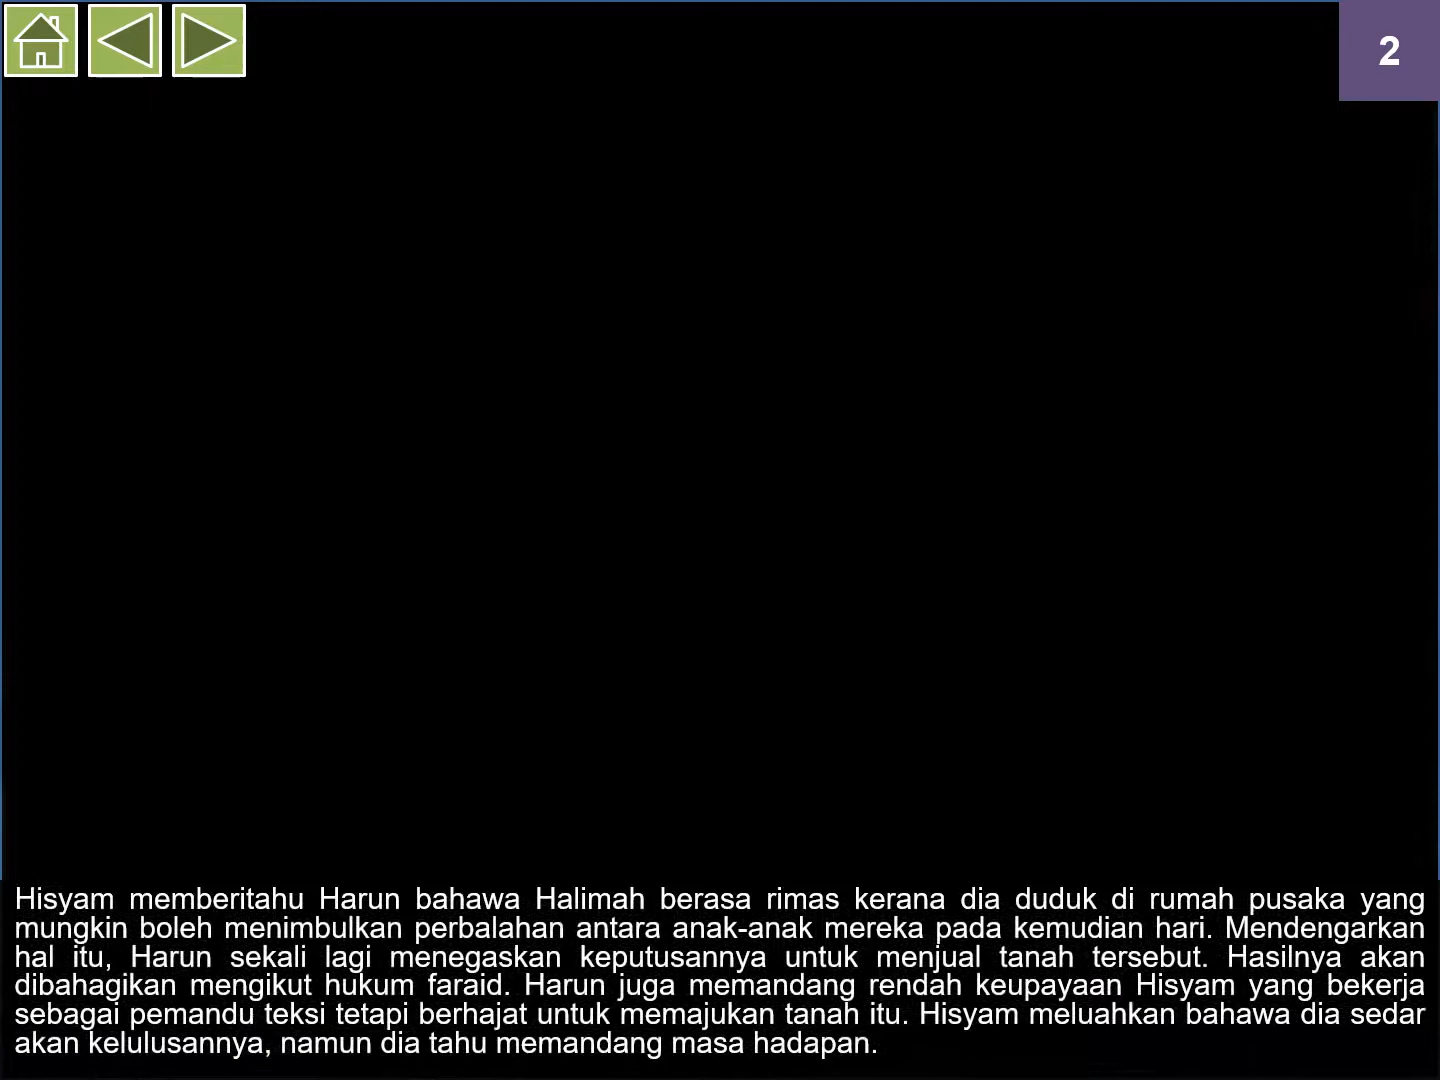 2
Hisyam memberitahu Harun bahawa Halimah berasa rimas kerana dia duduk di rumah pusaka yang
mungkin boleh menimbulkan perbalahan antara anak-anak mereka pada kemudian hari. Mendengarkan
hal itu, Harun sekali lagi menegaskan keputusannya untuk menjual tanah tersebut. Hasilnya akan
dibahagikan mengikut hukum faraid. Harun juga memandang rendah keupayaan Hisyam yang bekerja
sebagai pemandu teksi tetapi berhajat untuk memajukan tanah itu. Hisyam meluahkan bahawa dia sedar
akan kelulusannya, namun dia tahu memandang masa hadapan.